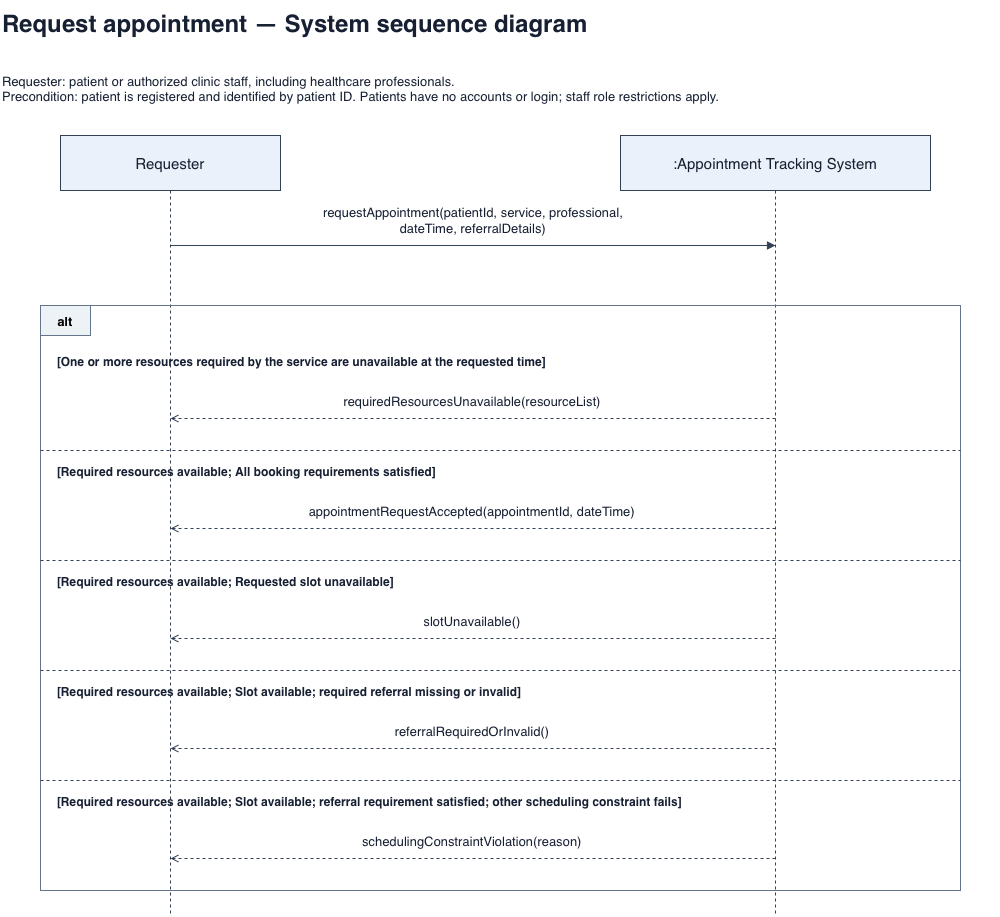 Request appointment — System sequence diagram
Requester: patient or authorized clinic staff, including healthcare professionals.
Precondition: patient is registered and identified by patient ID. Patients have no accounts or login; staff role restrictions apply.
Requester
:Appointment Tracking System
requestAppointment(patientId, service, professional,
dateTime, referralDetails)
alt
[One or more resources required by the service are unavailable at the requested time]
requiredResourcesUnavailable(resourceList)
[Required resources available; All booking requirements satisfied]
appointmentRequestAccepted(appointmentId, dateTime)
[Required resources available; Requested slot unavailable]
slotUnavailable()
[Required resources available; Slot available; required referral missing or invalid]
referralRequiredOrInvalid()
[Required resources available; Slot available; referral requirement satisfied; other scheduling constraint fails]
schedulingConstraintViolation(reason)